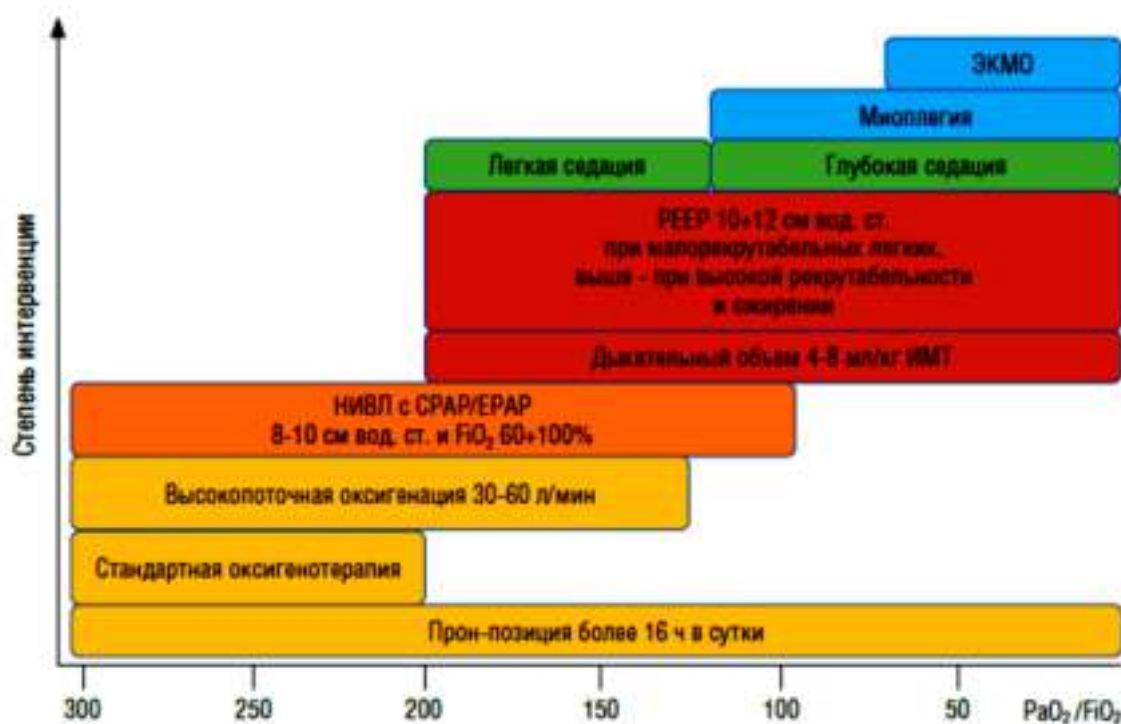 ЭКМО
Миоплегия
Легкая седация
Глубокая седация
PEEP 10÷12 см вод. ст.
при малорекрутабельных легких,
выше - при высокой рекрутабельности
и ожирении
Дыхательный объем 4-8 мл/кг ИМТ
НИВЛ с CPAP/EPAP
8-10 см вод. ст. и FiO₂ 60÷100%
Высокопоточная оксигенация 30-60 л/мин
Стандартная оксигенотерапия
Прон-позиция более 16 ч в сутки
Степень интервенции
300 250 200 150 100 50 PaO₂/FiO₂